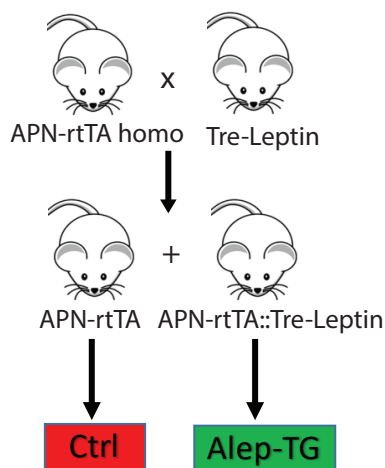 x
APN-rtTA homo Tre-Leptin
+
APN-rtTA APN-rtTA::Tre-Leptin
Ctrl Alep-TG